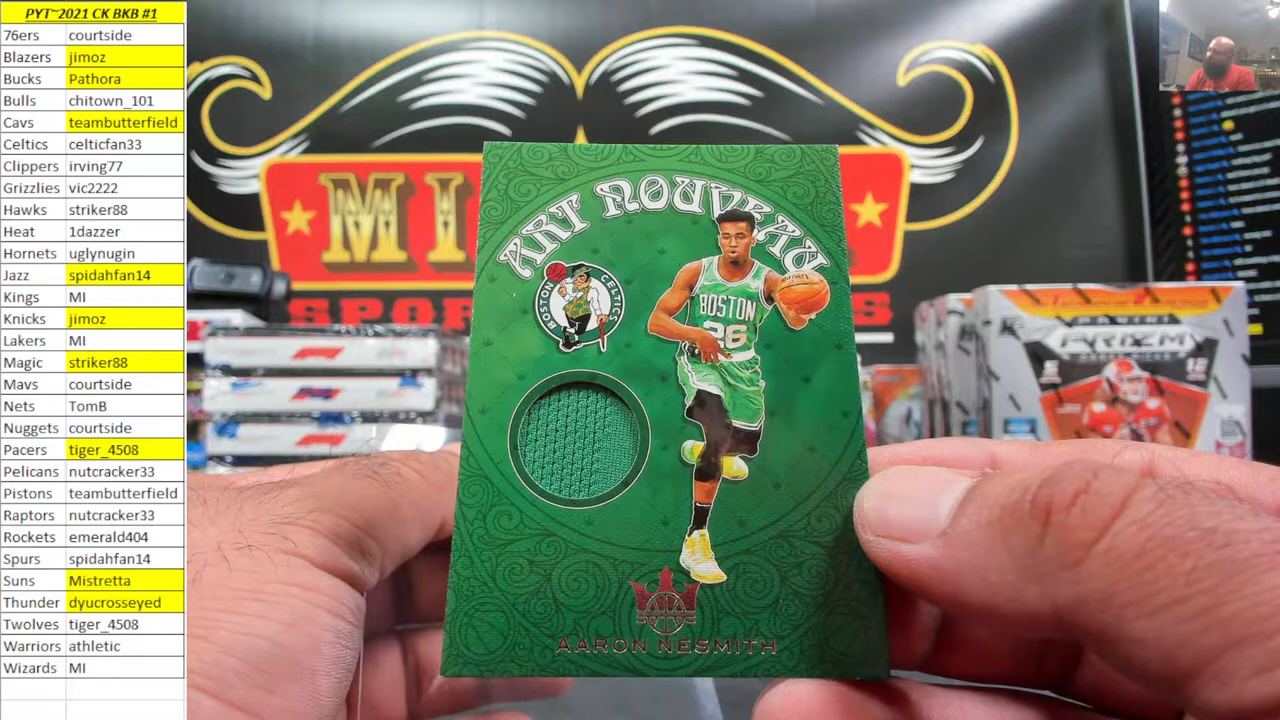 PYT~2021 CK BKB #1
76ers courtside
Blazers jimoz
Bucks Pathora
Bulls chitown_101
Cavs teambutterfield
Celtics celticfan33
Clippers irving77
Grizzlies vic2222
Hawks striker88
Heat 1dazzer
Hornets uglynugin
Jazz spidahfan14
Kings MI
Knicks jimoz
Lakers MI
Magic striker88
Mavs courtside
Nets TomB
Nuggets courtside
Pacers tiger_4508
Pelicans nutcracker33
Pistons teambutterfield
Raptors nutcracker33
Rockets emerald404
Spurs spidahfan14
Suns Mistretta
Thunder dyucrosseyed
Twolves tiger_4508
Warriors athletic
Wizards MI
ART NOUVEAU
BOSTON CELTICS
BOSTON
26
AARON NESMITH
PANINI
PRIZM